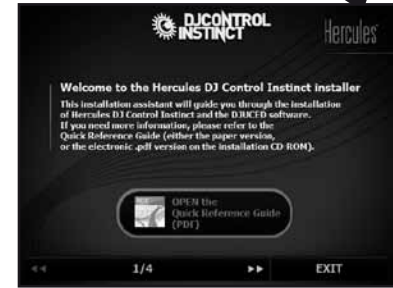 DJCONTROL
INSTINCT
Hercules
Welcome to the Hercules DJ Control Instinct installer
This installation assistant will guide you through the installation
of Hercules DJ Control Instinct and the DJUCED software.
If you need more information, please refer to the
Quick Reference Guide (either the paper version,
or the electronic .pdf version on the installation CD-ROM).
OPEN the
Quick Reference Guide
(PDF)
◄◄ 1/4 ►► EXIT